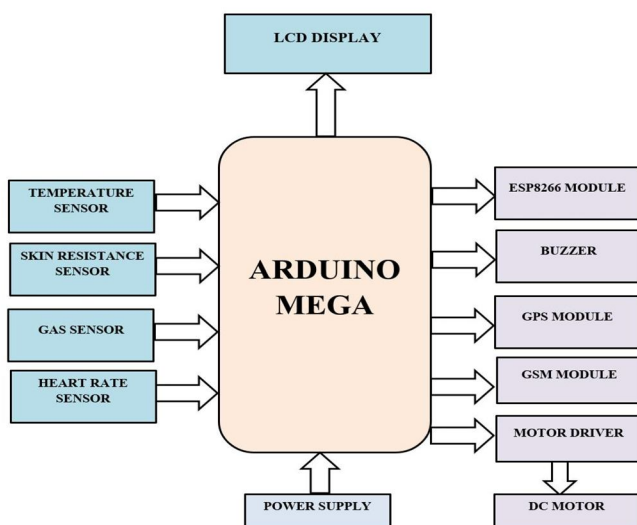 LCD DISPLAY
TEMPERATURE
SENSOR
SKIN RESISTANCE
SENSOR
GAS SENSOR
HEART RATE
SENSOR
ARDUINO
MEGA
ESP8266 MODULE
BUZZER
GPS MODULE
GSM MODULE
MOTOR DRIVER
POWER SUPPLY
DC MOTOR